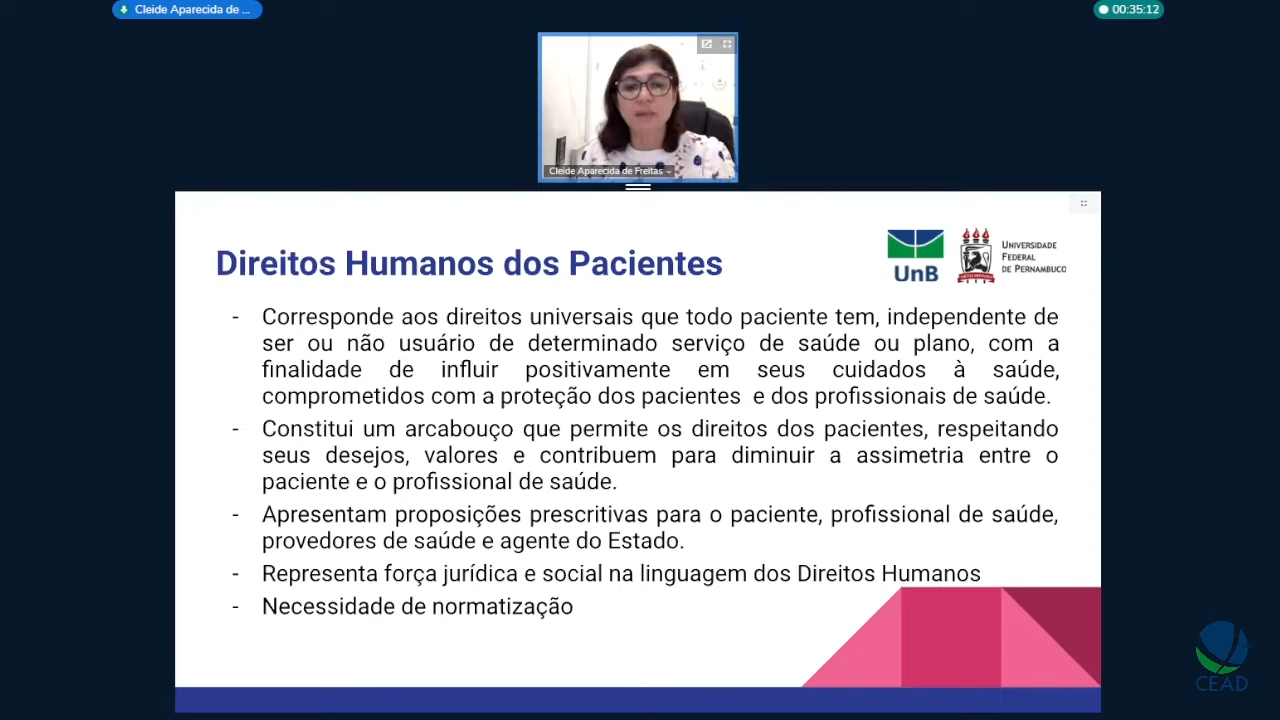 Cleide Aparecida de ...
00:35:12
Cleide Aparecida de Freitas
Direitos Humanos dos Pacientes
UnB
UNIVERSIDADE
FEDERAL
DE PERNAMBUCO
- Corresponde aos direitos universais que todo paciente tem, independente de
ser ou não usuário de determinado serviço de saúde ou plano, com a
finalidade de influir positivamente em seus cuidados à saúde,
comprometidos com a proteção dos pacientes e dos profissionais de saúde.
- Constitui um arcabouço que permite os direitos dos pacientes, respeitando
seus desejos, valores e contribuem para diminuir a assimetria entre o
paciente e o profissional de saúde.
- Apresentam proposições prescritivas para o paciente, profissional de saúde,
provedores de saúde e agente do Estado.
- Representa força jurídica e social na linguagem dos Direitos Humanos
- Necessidade de normatização
CEAD